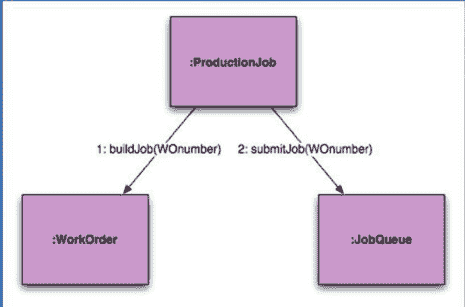 :ProductionJob
1: buildJob(WOnumber)
2: submitJob(WOnumber)
:WorkOrder
:JobQueue